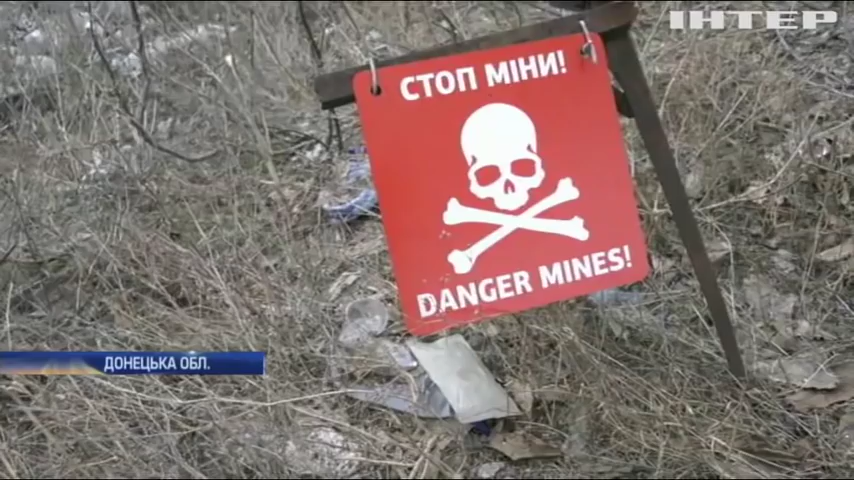 ІНТЕР
СТОП МІНИ!
DANGER MINES!
ДОНЕЦЬКА ОБЛ.